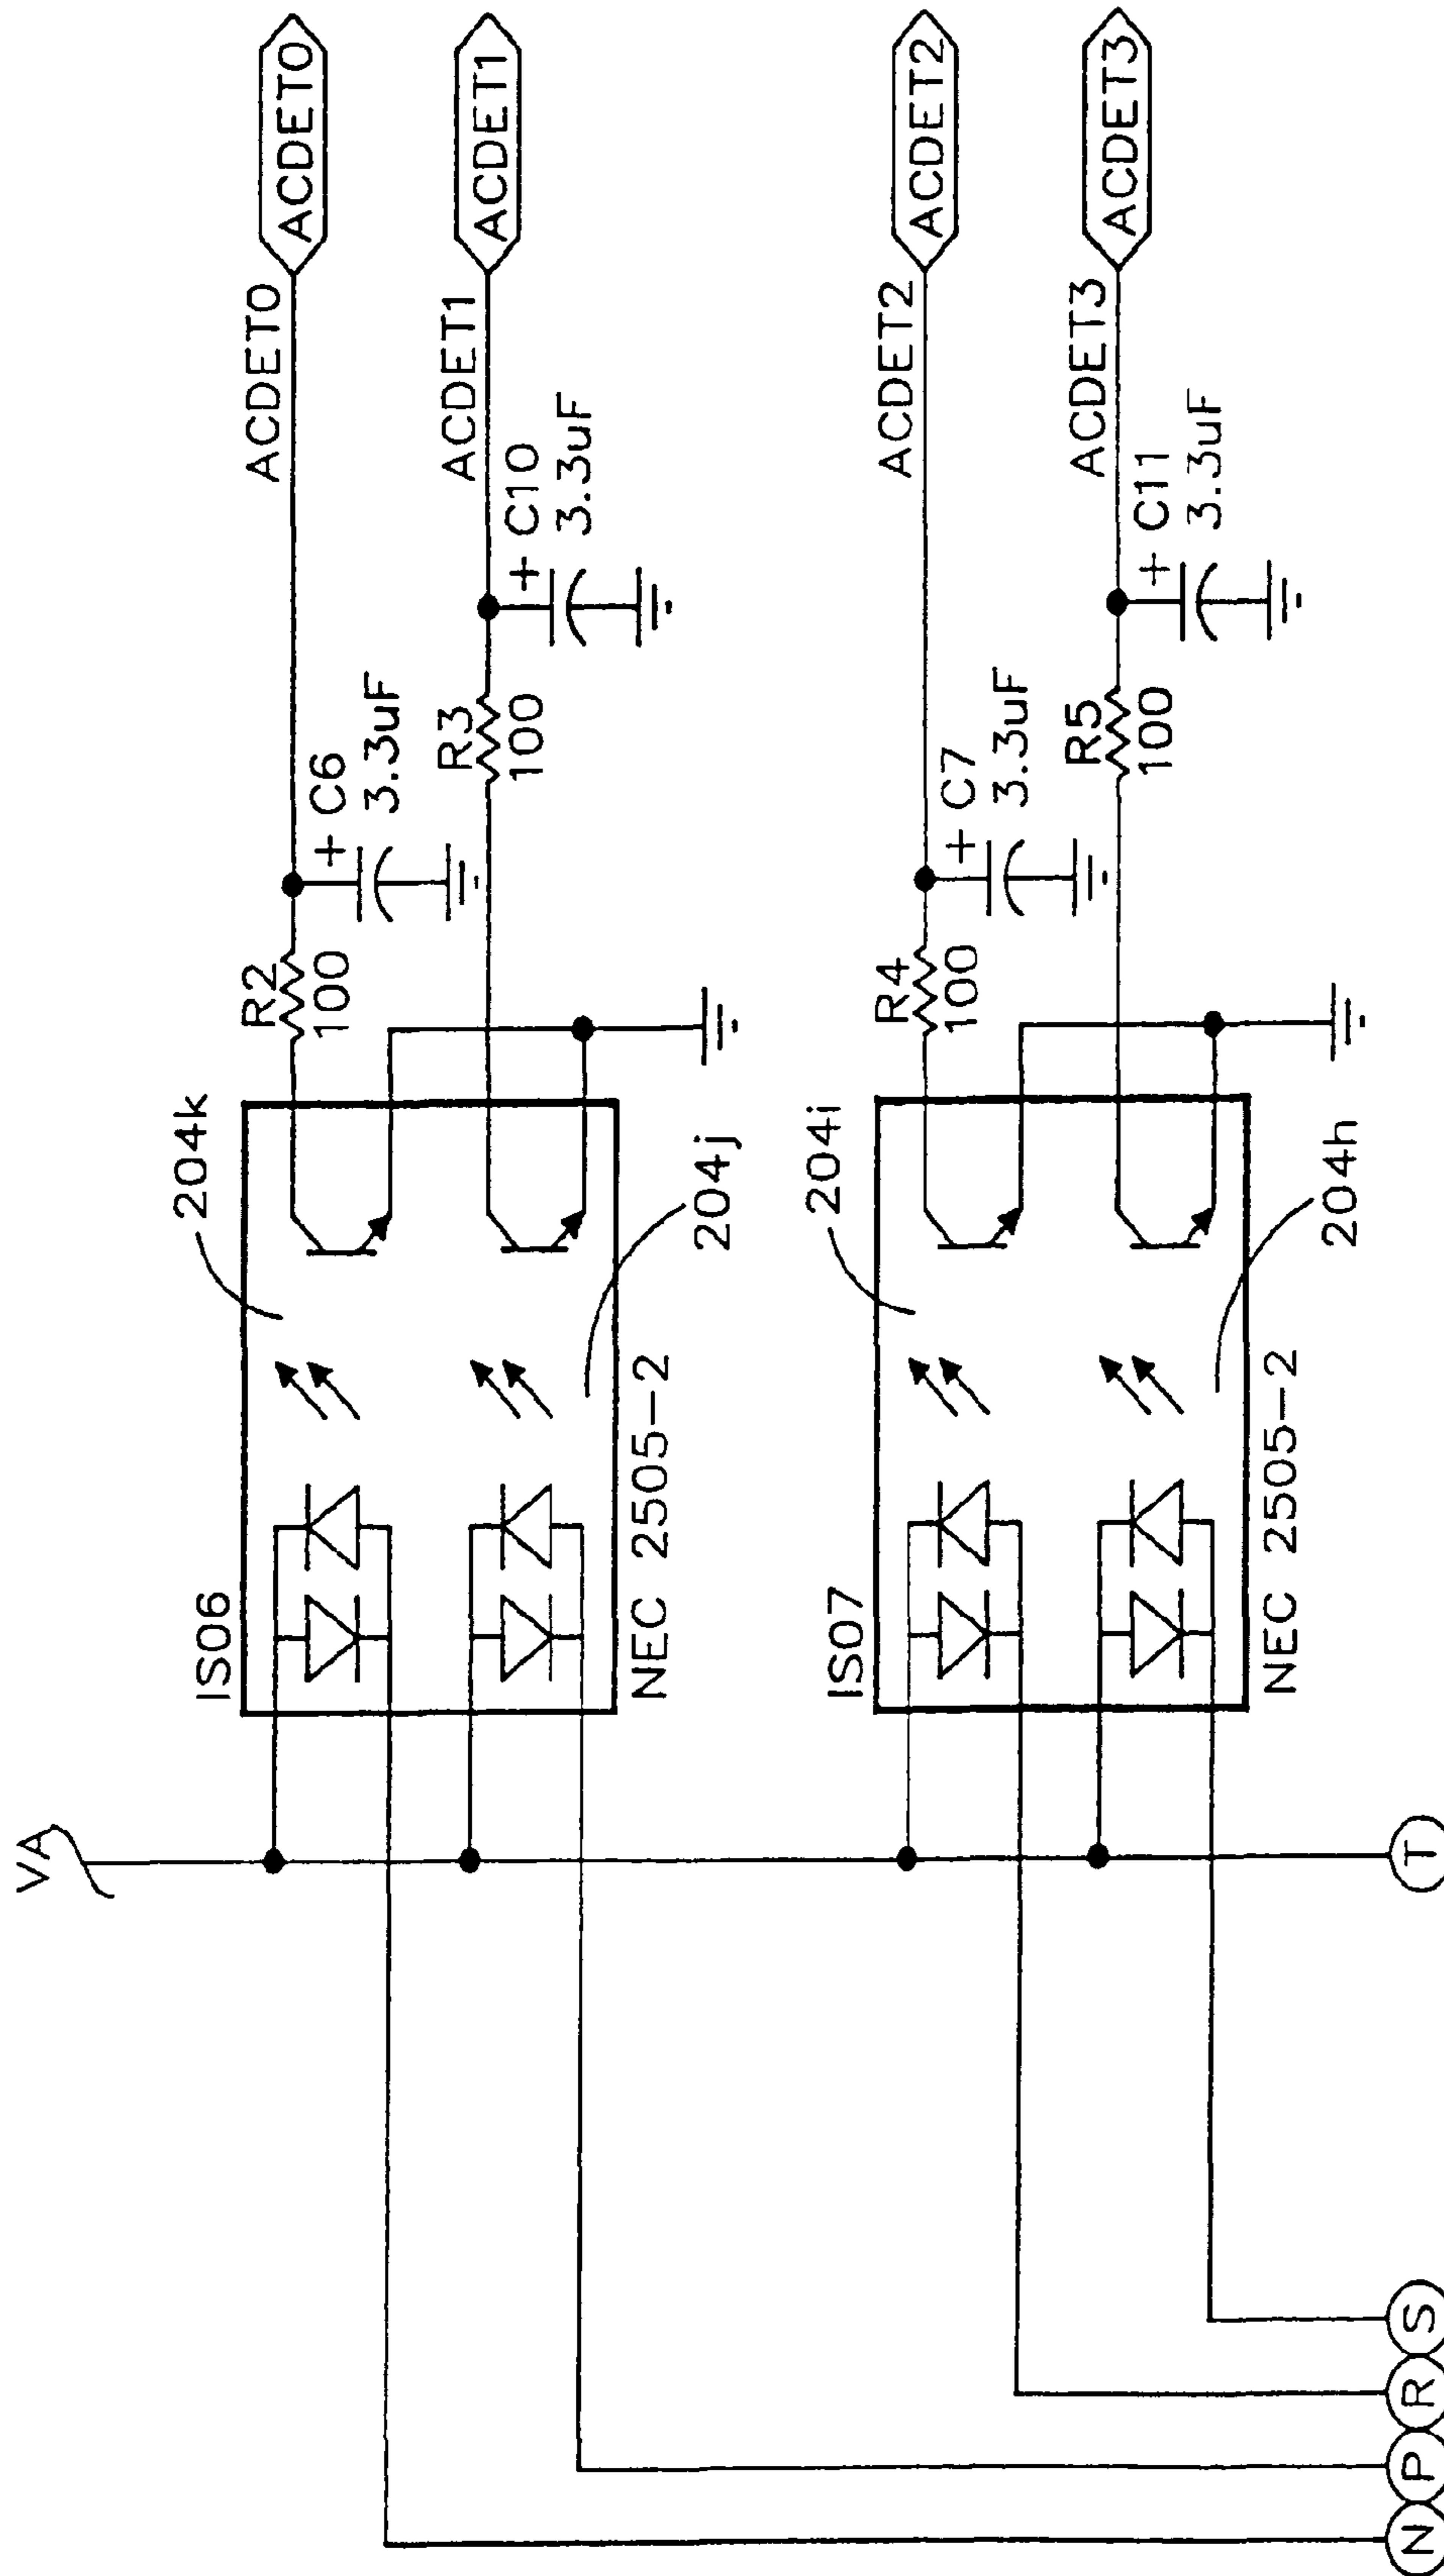 VA
IS06
204k
R2
100
+ C6
3.3uF
ACDET0
ACDET0
R3
100
+ C10
3.3uF
ACDET1
ACDET1
NEC 2505-2
204j
IS07
204i
R4
100
+ C7
3.3uF
ACDET2
ACDET2
R5
100
+ C11
3.3uF
ACDET3
ACDET3
NEC 2505-2
204h
N
P
R
S
T